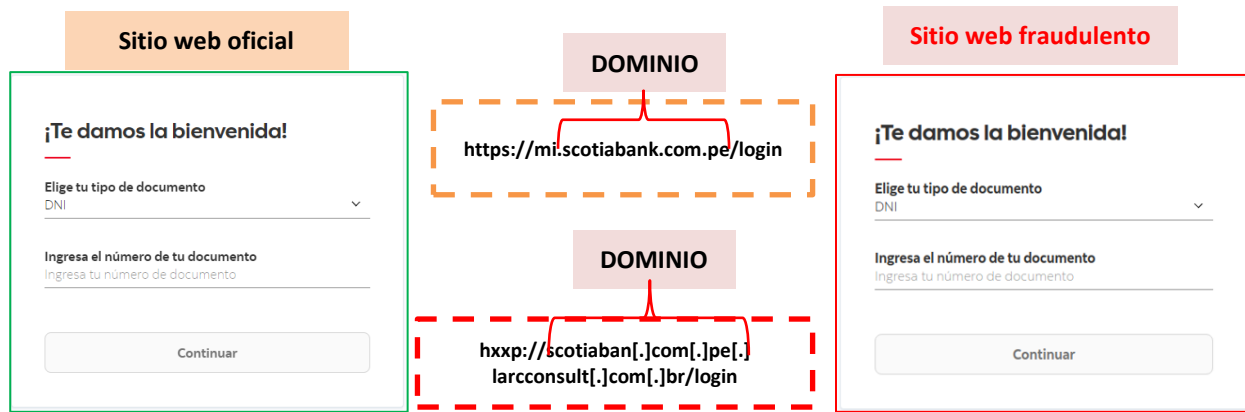 Sitio web oficial
¡Te damos la bienvenida!
Elige tu tipo de documento
DNI
Ingresa el número de tu documento
Ingresa tu número de documento
Continuar
DOMINIO
https://mi.scotiabank.com.pe/login
DOMINIO
hxxp://scotiaban[.]com[.]pe[.]
larcconsult[.]com[.]br/login
Sitio web fraudulento
¡Te damos la bienvenida!
Elige tu tipo de documento
DNI
Ingresa el número de tu documento
Ingresa tu número de documento
Continuar